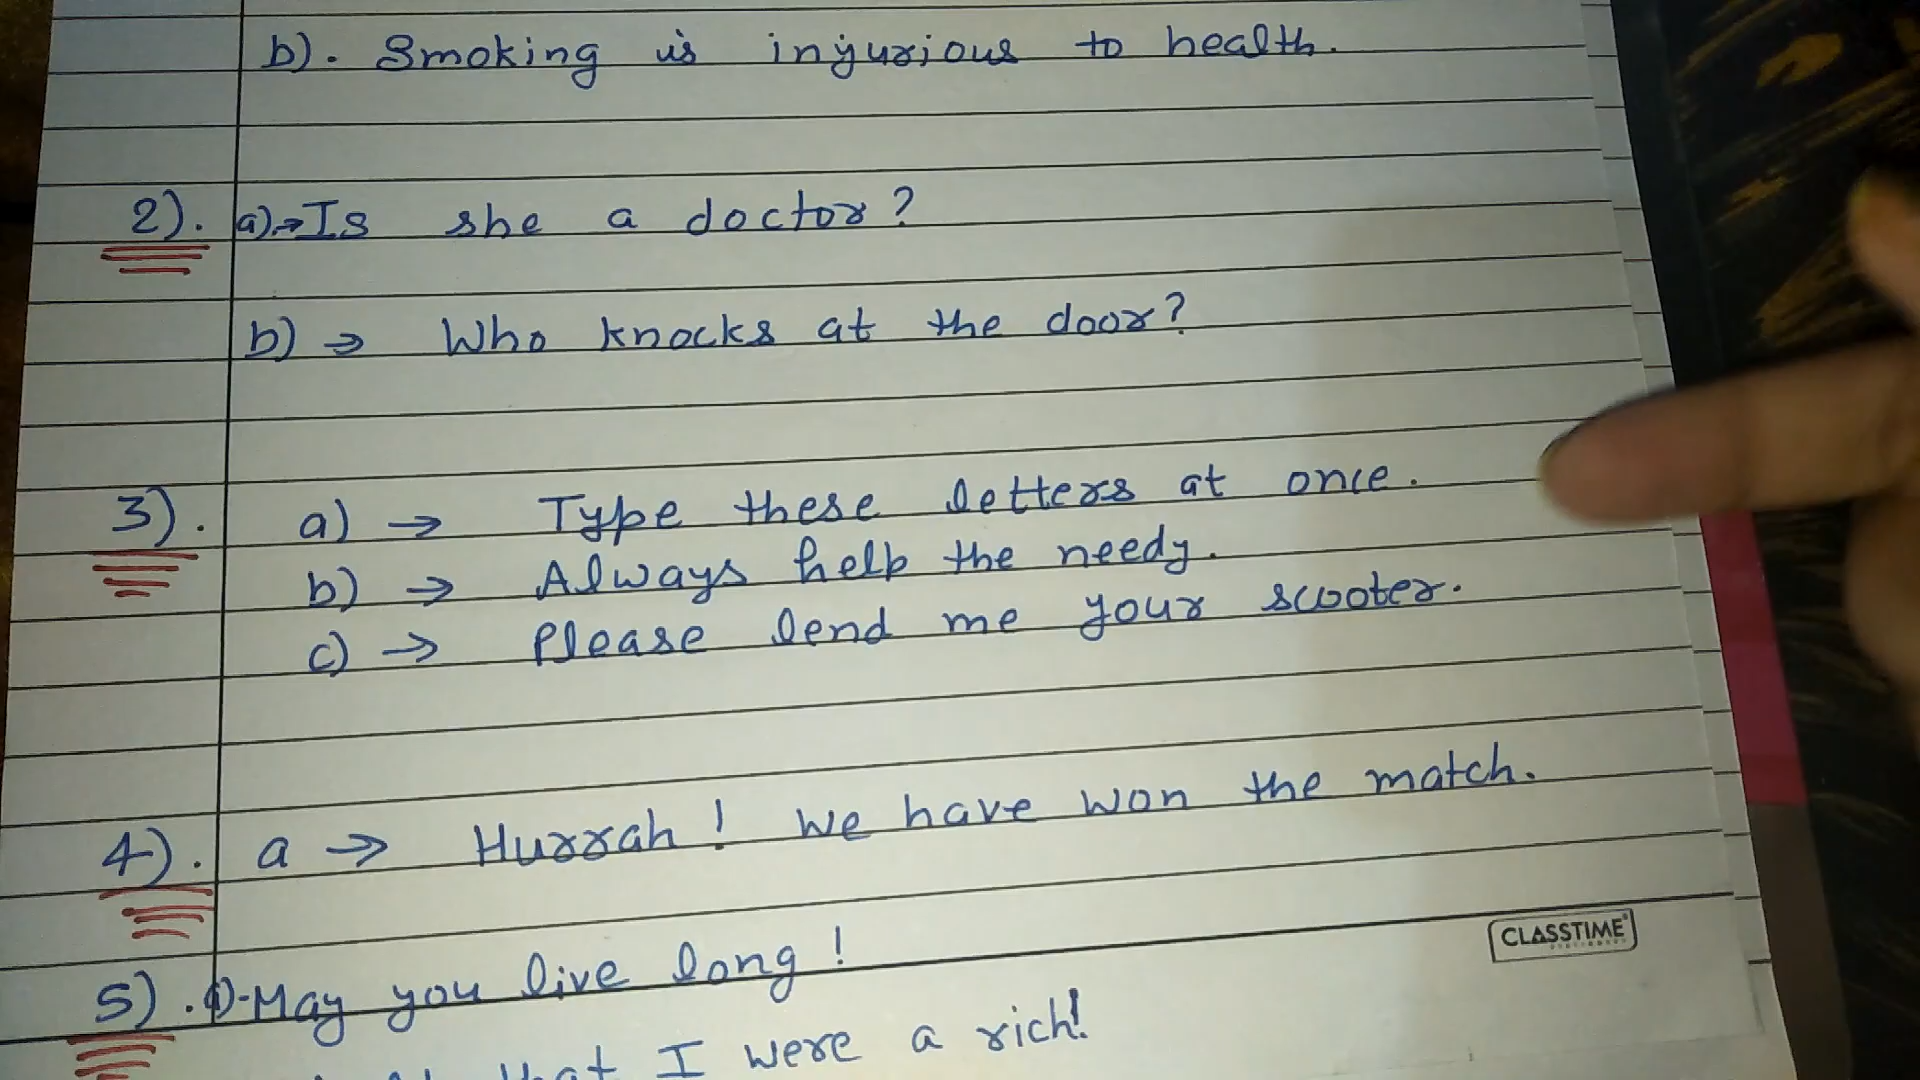 b). Smoking is injurious to health.
2). a).→ Is she a doctor?
b) → Who knocks at the door?
3). a) → Type these letters at once.
b) → Always help the needy.
c) → Please lend me your scooter.
4). a → Hurrah! We have won the match.
CLASSTIME
5). a)-May you live long!
that I were a rich!